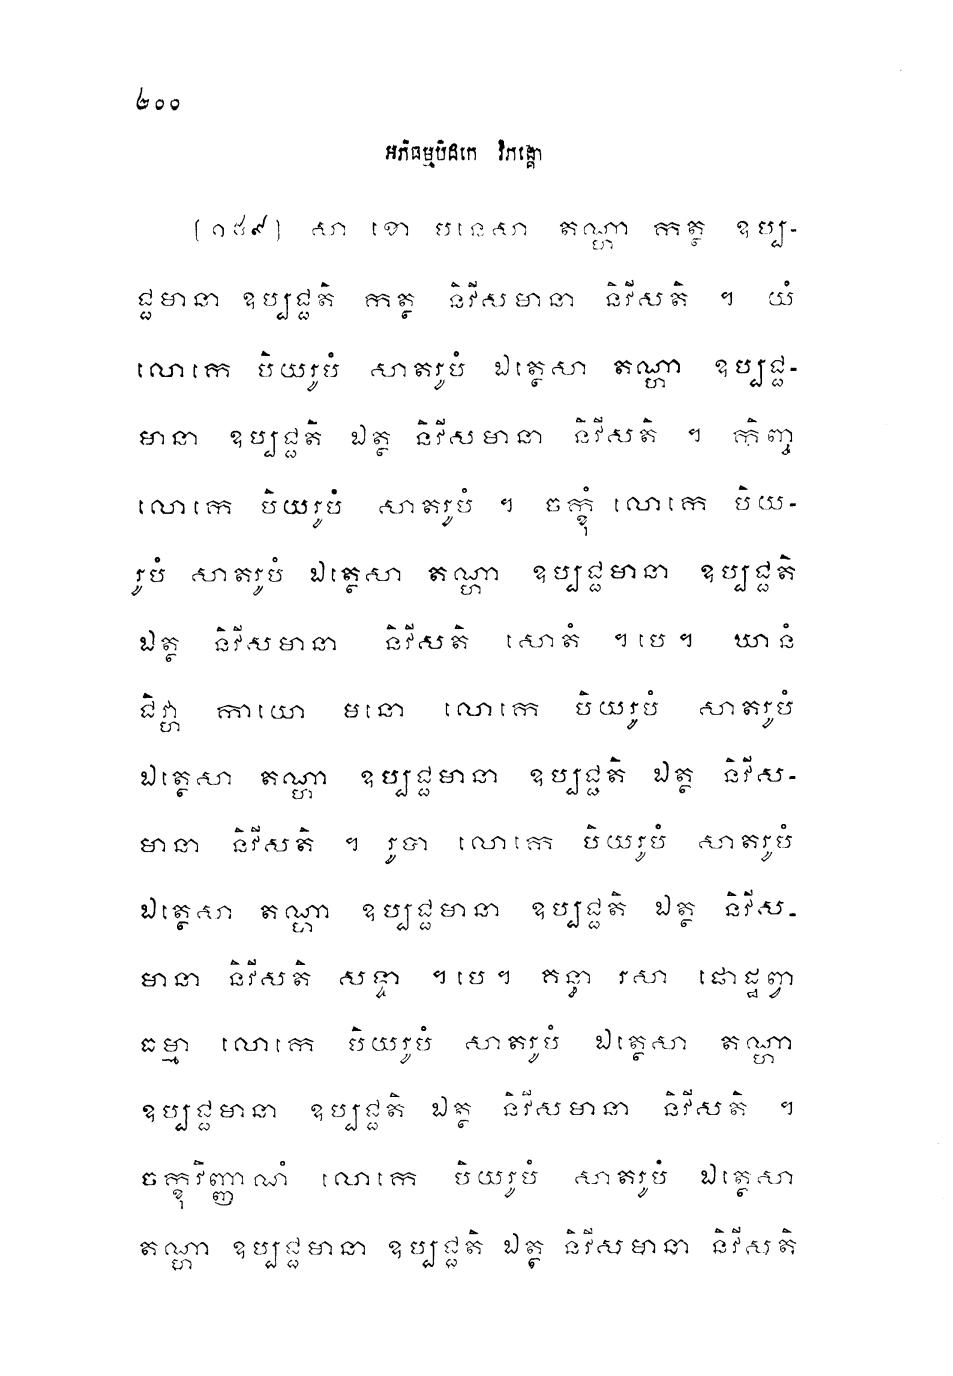 ២០០
អភិធម្មបិដកេ វិភង្គោ
[១៥៩] សា ខោ បនេសា តណ្ហា កត្ថ ឧប្ប-
ជ្ជមានា ឧប្បជ្ជតិ កត្ថ និវីសមានា និវីសតិ ។ យំ
លោកេ បិយរូបំ សាតរូបំ ឯត្ថេសា តណ្ហា ឧប្បជ្ជ-
មានា ឧប្បជ្ជតិ ឯត្ថ និវីសមានា និវីសតិ ។ កិញ្ច
លោកេ បិយរូបំ សាតរូបំ ។ ចក្ខុំ លោកេ បិយ-
រូបំ សាតរូបំ ឯត្ថេសា តណ្ហា ឧប្បជ្ជមានា ឧប្បជ្ជតិ
ឯត្ថ និវីសមានា និវីសតិ សោតំ ។បេ។ ឃានំ
ជិវ្ហា កាយោ មនោ លោកេ បិយរូបំ សាតរូបំ
ឯត្ថេសា តណ្ហា ឧប្បជ្ជមានា ឧប្បជ្ជតិ ឯត្ថ និវីស-
មានា និវីសតិ ។ រូបា លោកេ បិយរូបំ សាតរូបំ
ឯត្ថេសា តណ្ហា ឧប្បជ្ជមានា ឧប្បជ្ជតិ ឯត្ថ និវីស-
មានា និវីសតិ សទ្ទា ។បេ។ គន្ធា រសា ផោដ្ឋព្វា
ធម្មា លោកេ បិយរូបំ សាតរូបំ ឯត្ថេសា តណ្ហា
ឧប្បជ្ជមានា ឧប្បជ្ជតិ ឯត្ថ និវីសមានា និវីសតិ ។
ចក្ខុវិញ្ញាណំ លោកេ បិយរូបំ សាតរូបំ ឯត្ថេសា
តណ្ហា ឧប្បជ្ជមានា ឧប្បជ្ជតិ ឯត្ថ និវីសមានា និវីសតិ